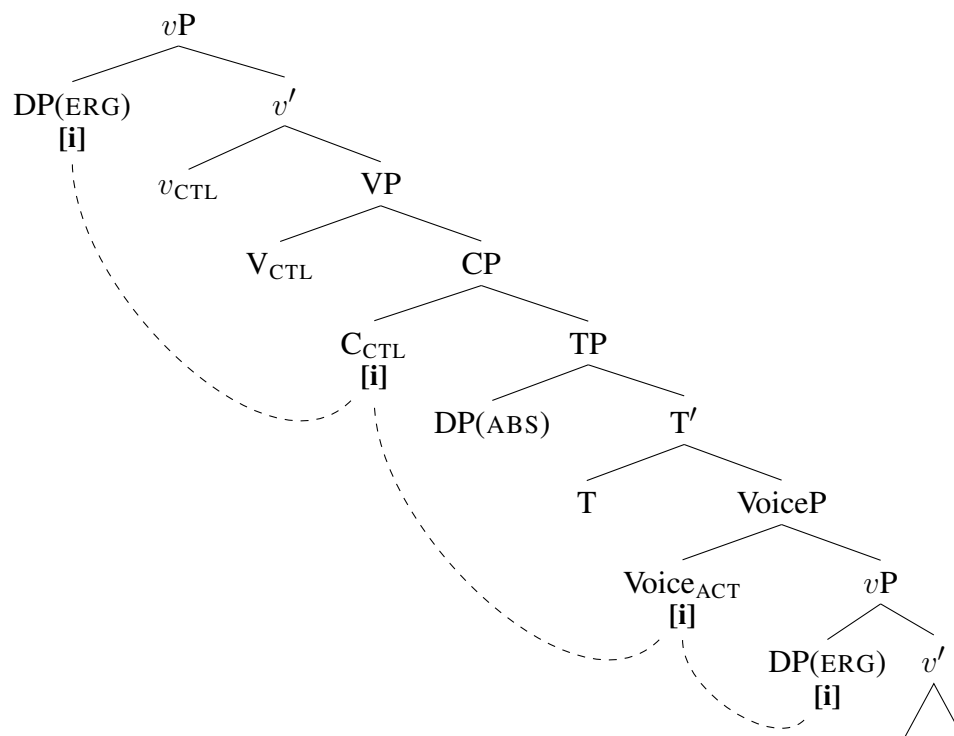 vP
DP(ERG)
[i]
v′
vCTL
VP
VCTL
CP
CCTL
[i]
TP
DP(ABS)
T′
T
VoiceP
VoiceACT
[i]
vP
DP(ERG)
[i]
v′